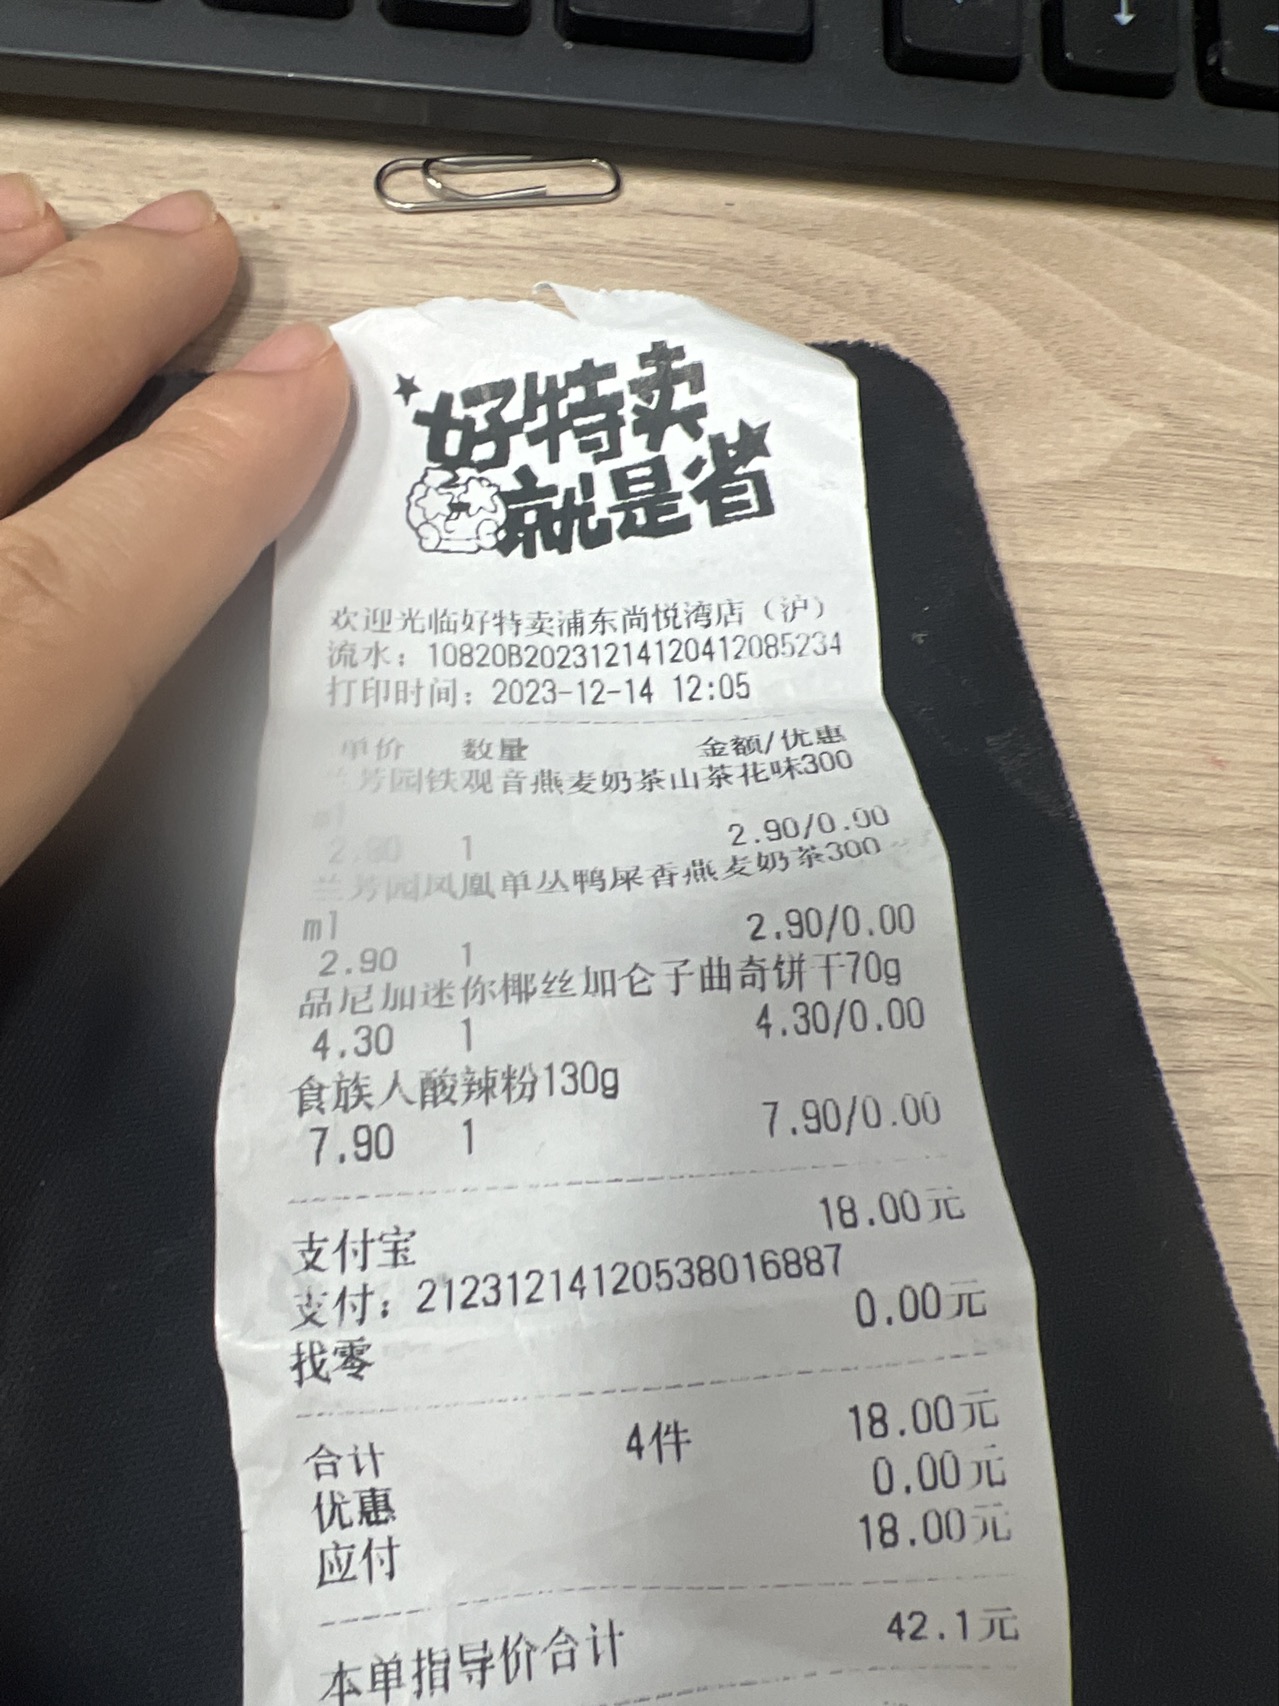 好特卖
就是省
欢迎光临好特卖浦东尚悦湾店（沪）
流水：10820B2023121412041208​5234
打印时间：2023-12-14 12:05
单价 数量 金额/优惠
兰芳园铁观音燕麦奶茶山茶花味300
ml
2.90 1 2.90/0.00
兰芳园凤凰单丛鸭屎香燕麦奶茶300
ml
2.90 1 2.90/0.00
品尼加迷你椰丝加仑子曲奇饼干70g
4.30 1 4.30/0.00
食族人酸辣粉130g
7.90 1 7.90/0.00
支付宝 18.00元
支付：21231214120538016887
找零 0.00元
合计 4件 18.00元
优惠 0.00元
应付 18.00元
本单指导价合计 42.1元